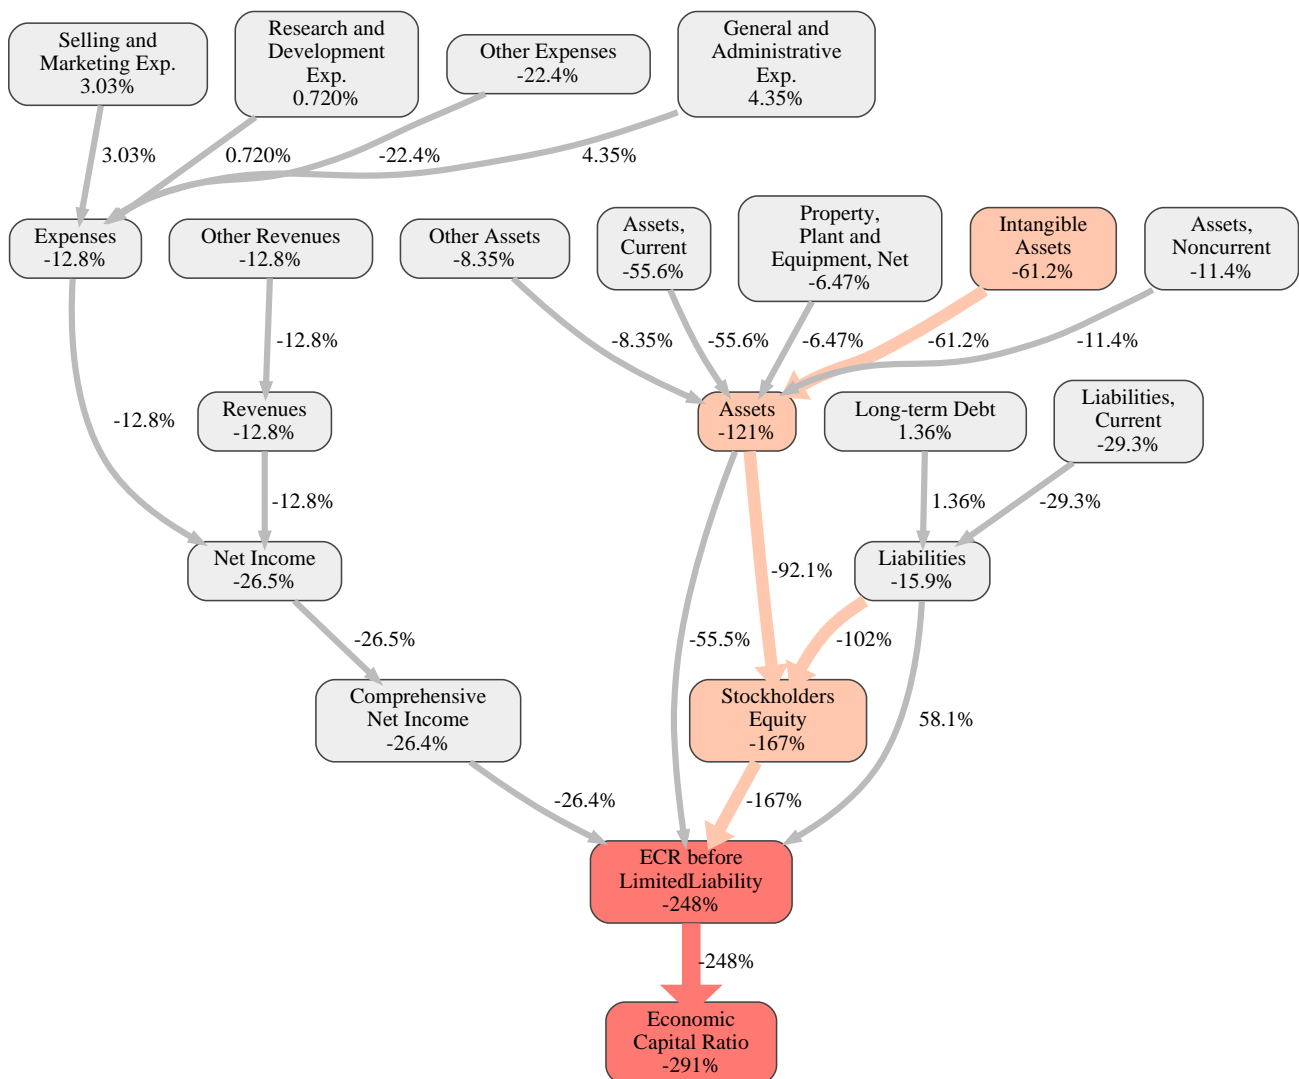 Selling and
Marketing Exp.
3.03%
Research and
Development
Exp.
0.720%
Other Expenses
-22.4%
General and
Administrative
Exp.
4.35%
3.03%
0.720%
-22.4%
4.35%
Expenses
-12.8%
Other Revenues
-12.8%
Other Assets
-8.35%
Assets,
Current
-55.6%
Property,
Plant and
Equipment, Net
-6.47%
Intangible
Assets
-61.2%
Assets,
Noncurrent
-11.4%
-12.8%
-8.35%
-55.6%
-6.47%
-61.2%
-11.4%
-12.8%
Revenues
-12.8%
Assets
-121%
Long-term Debt
1.36%
Liabilities,
Current
-29.3%
-12.8%
1.36%
-29.3%
Net Income
-26.5%
-92.1%
Liabilities
-15.9%
-26.5%
-55.5%
-102%
Comprehensive
Net Income
-26.4%
Stockholders
Equity
-167%
58.1%
-26.4%
-167%
ECR before
LimitedLiability
-248%
-248%
Economic
Capital Ratio
-291%